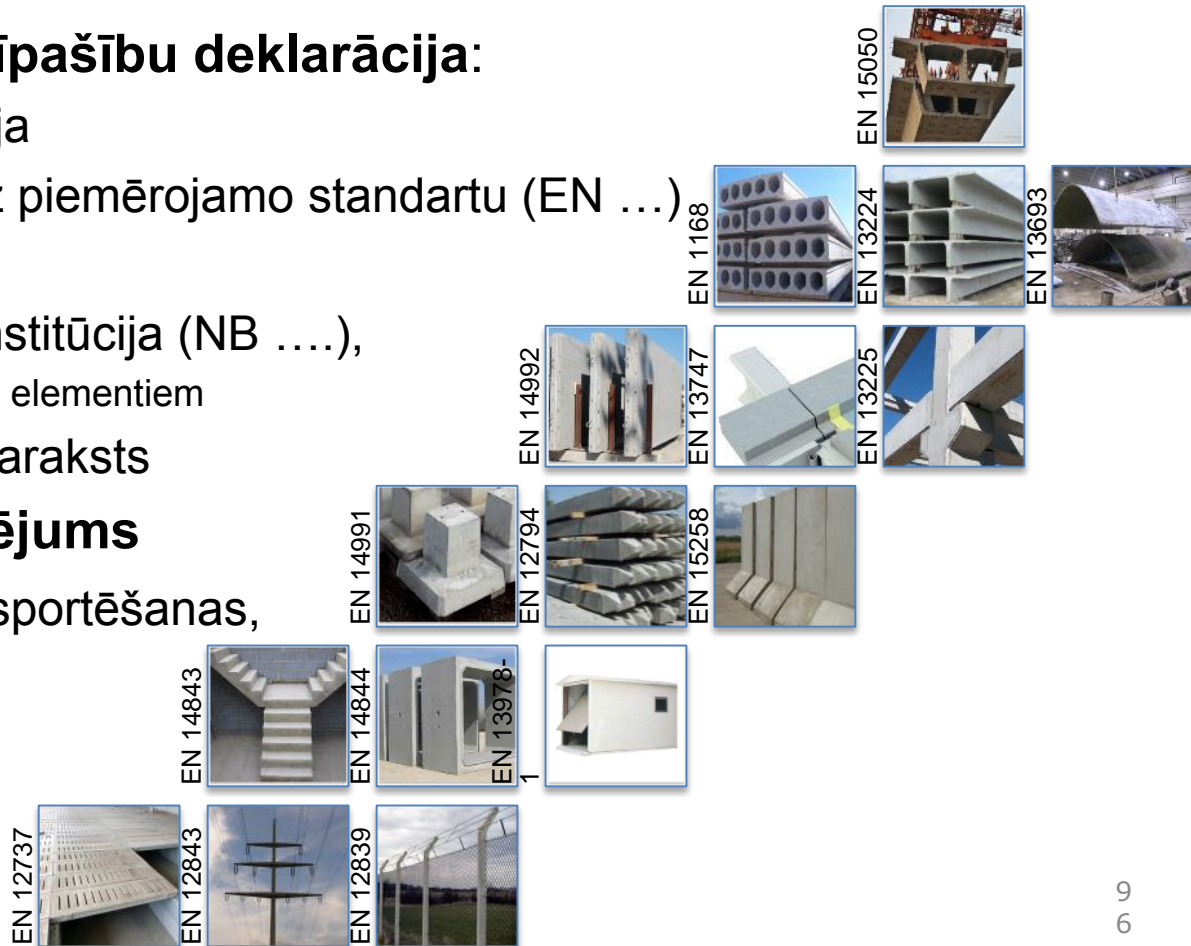 īpašību deklarācija:
ja
z piemērojamo standartu (EN …)
nstitūcija (NB ….),
elementiem
araksts
ējums
sportēšanas,
EN 15050
EN 1168
EN 13224
EN 13693
EN 14992
EN 13747
EN 13225
EN 14991
EN 12794
EN 15258
EN 14843
EN 14844
EN 13978-
1
EN 12737
EN 12843
EN 12839
9
6